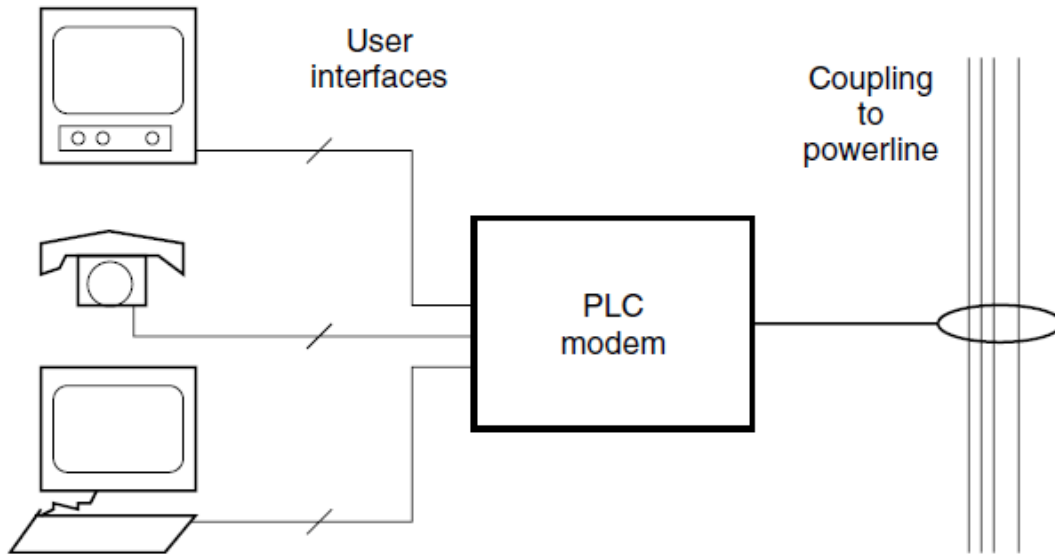 User
interfaces
Coupling
to
powerline
PLC
modem